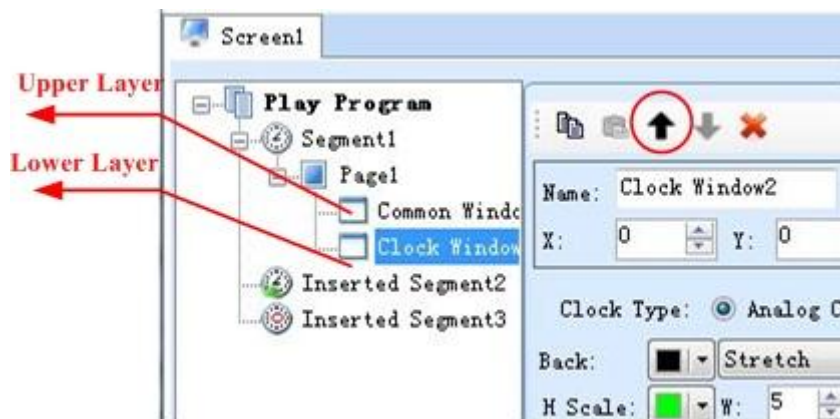 Screen1
Upper Layer
Lower Layer
Play Program
Segment1
Page1
Common Windo
Clock Window
Inserted Segment2
Inserted Segment3
Name: Clock Window2
X: 0 Y: 0
Clock Type: Analog C
Back: Stretch
H Scale: W: 5